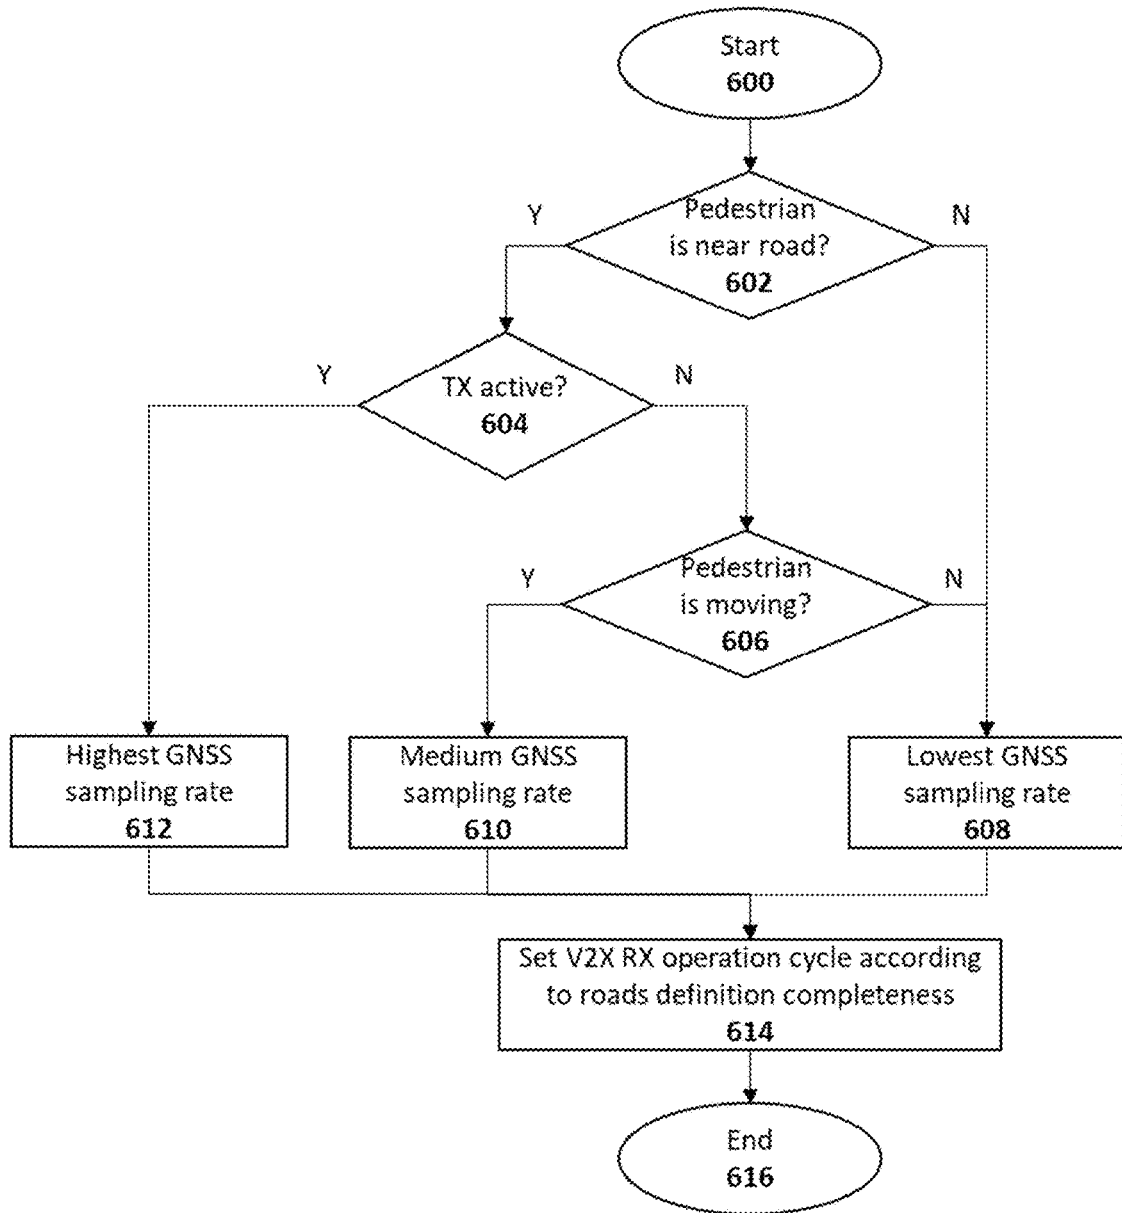 Start
600
Pedestrian
is near road?
602
Y
N
TX active?
604
Y
N
Pedestrian
is moving?
606
Y
N
Highest GNSS
sampling rate
612
Medium GNSS
sampling rate
610
Lowest GNSS
sampling rate
608
Set V2X RX operation cycle according
to roads definition completeness
614
End
616